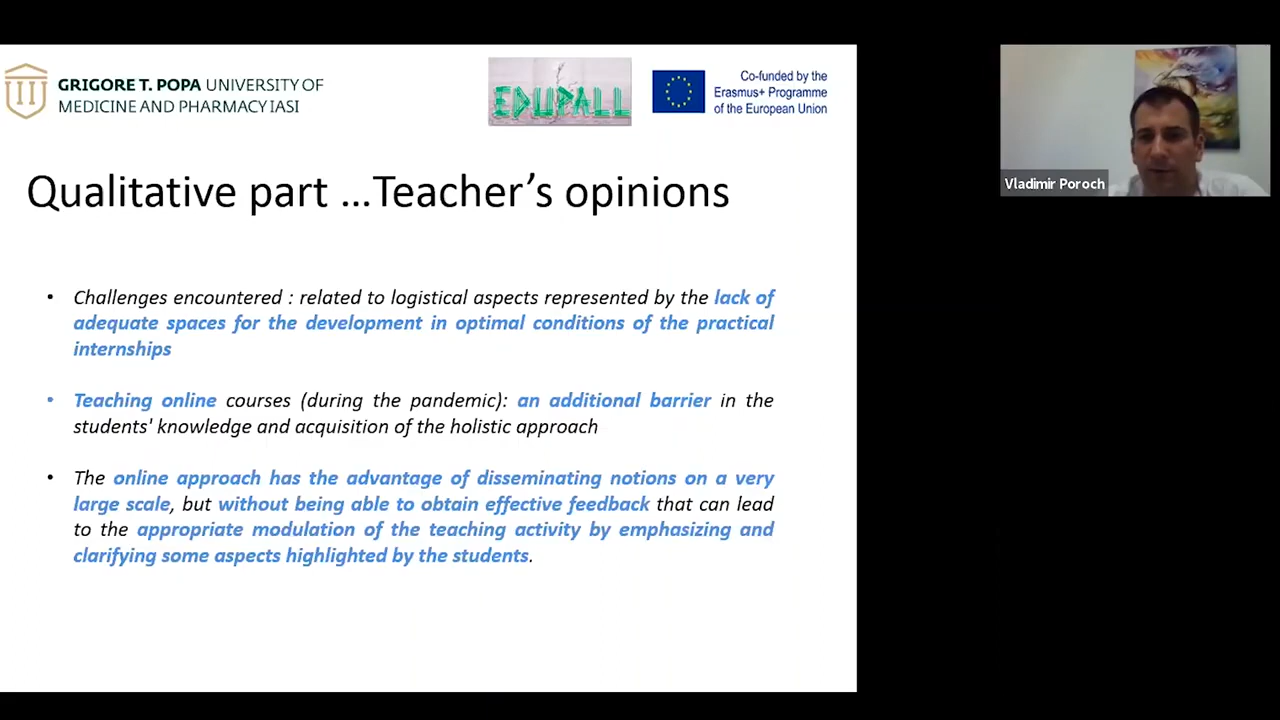 GRIGORE T. POPA UNIVERSITY OF
MEDICINE AND PHARMACY IASI
EDUPALL
Co-funded by the
Erasmus+ Programme
of the European Union
Vladimir Poroch
Qualitative part ...Teacher's opinions
• Challenges encountered : related to logistical aspects represented by the lack of
adequate spaces for the development in optimal conditions of the practical
internships
• Teaching online courses (during the pandemic): an additional barrier in the
students' knowledge and acquisition of the holistic approach
• The online approach has the advantage of disseminating notions on a very
large scale, but without being able to obtain effective feedback that can lead
to the appropriate modulation of the teaching activity by emphasizing and
clarifying some aspects highlighted by the students.